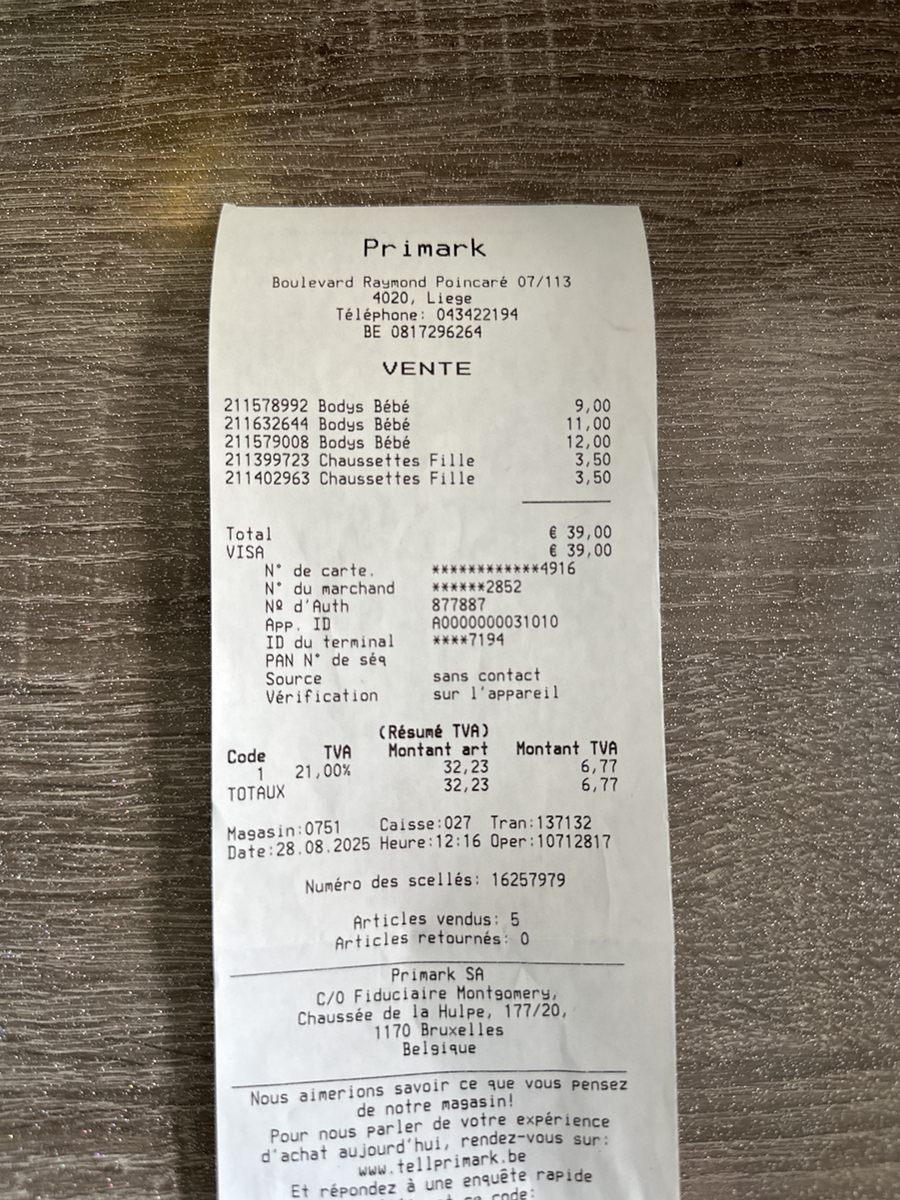 Primark
Boulevard Raymond Poincaré 07/113
4020, Liege
Téléphone: 043422194
BE 0817296264
VENTE
211578992 Bodys Bébé 9,00
211632644 Bodys Bébé 11,00
211579008 Bodys Bébé 12,00
211399723 Chaussettes Fille 3,50
211402963 Chaussettes Fille 3,50
Total € 39,00
VISA € 39,00
N° de carte. ************4916
N° du marchand ******2852
Nº d'Auth 877887
App. ID A0000000031010
ID du terminal ****7194
PAN N° de séq
Source sans contact
Vérification sur l'appareil
(Résumé TVA)
Code TVA Montant art Montant TVA
1 21,00% 32,23 6,77
TOTAUX 32,23 6,77
Magasin:0751 Caisse:027 Tran:137132
Date:28.08.2025 Heure:12:16 Oper:10712817
Numéro des scellés: 16257979
Articles vendus: 5
Articles retournés: 0
Primark SA
C/O Fiduciaire Montgomery,
Chaussée de la Hulpe, 177/20,
1170 Bruxelles
Belgique
Nous aimerions savoir ce que vous pensez
de notre magasin!
Pour nous parler de votre expérience
d'achat aujourd'hui, rendez-vous sur:
www.tellprimark.be
Et répondez à une enquête rapide
ce code: